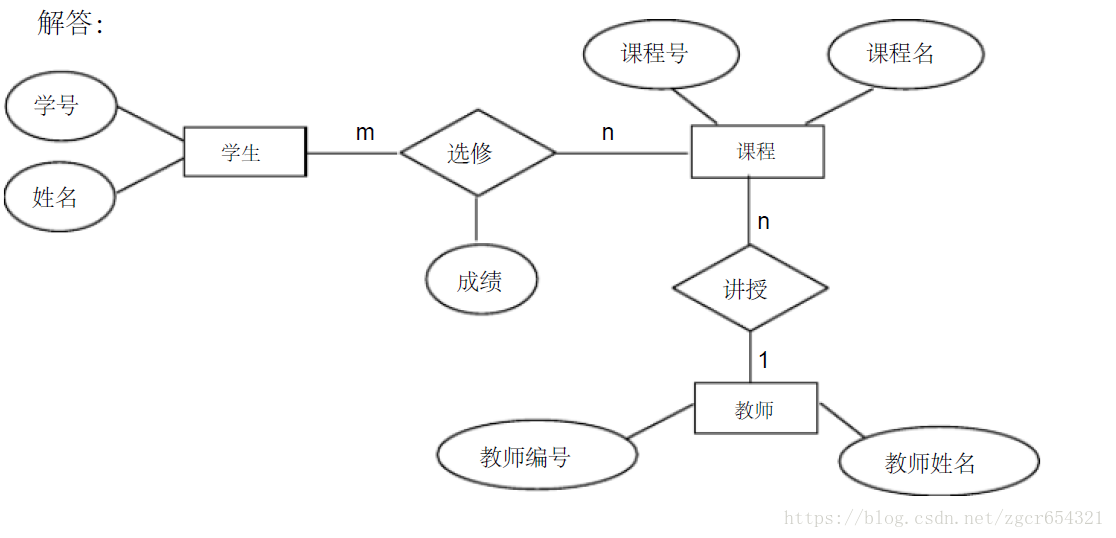 解答:
课程号
课程名
学号
m
n
学生
选修
课程
姓名
n
成绩
讲授
1
教师
教师编号
教师姓名
https://blog.csdn.net/zgcr654321